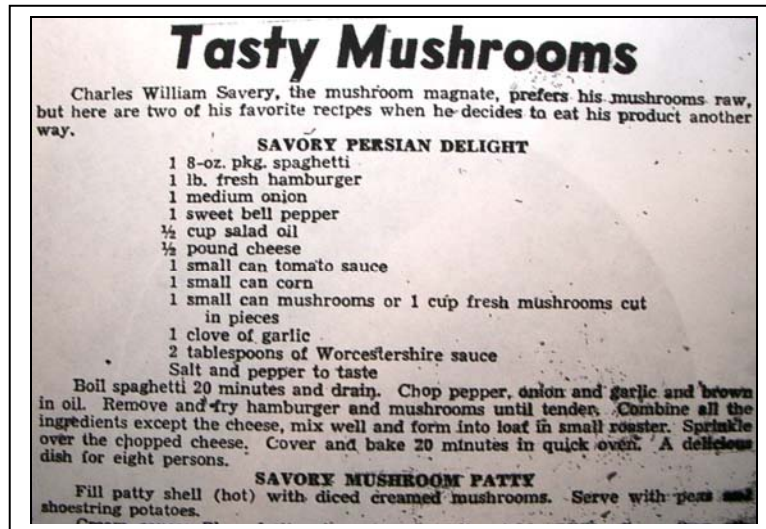 Tasty Mushrooms
Charles William Savery, the mushroom magnate, prefers his mushrooms raw,
but here are two of his favorite recipes when he decides to eat his product another
way.
SAVORY PERSIAN DELIGHT
1 8-oz. pkg. spaghetti
1 lb. fresh hamburger
1 medium onion
1 sweet bell pepper
½ cup salad oil
½ pound cheese
1 small can tomato sauce
1 small can corn
1 small can mushrooms or 1 cup fresh mushrooms cut
in pieces
1 clove of garlic
2 tablespoons of Worcestershire sauce
Salt and pepper to taste
Boil spaghetti 20 minutes and drain. Chop pepper, onion and garlic and brown
in oil. Remove and fry hamburger and mushrooms until tender. Combine all the
ingredients except the cheese, mix well and form into loaf in small roaster. Sprinkle
over the chopped cheese. Cover and bake 20 minutes in quick oven. A delicious
dish for eight persons.
SAVORY MUSHROOM PATTY
Fill patty shell (hot) with diced creamed mushrooms. Serve with peas and
shoestring potatoes.